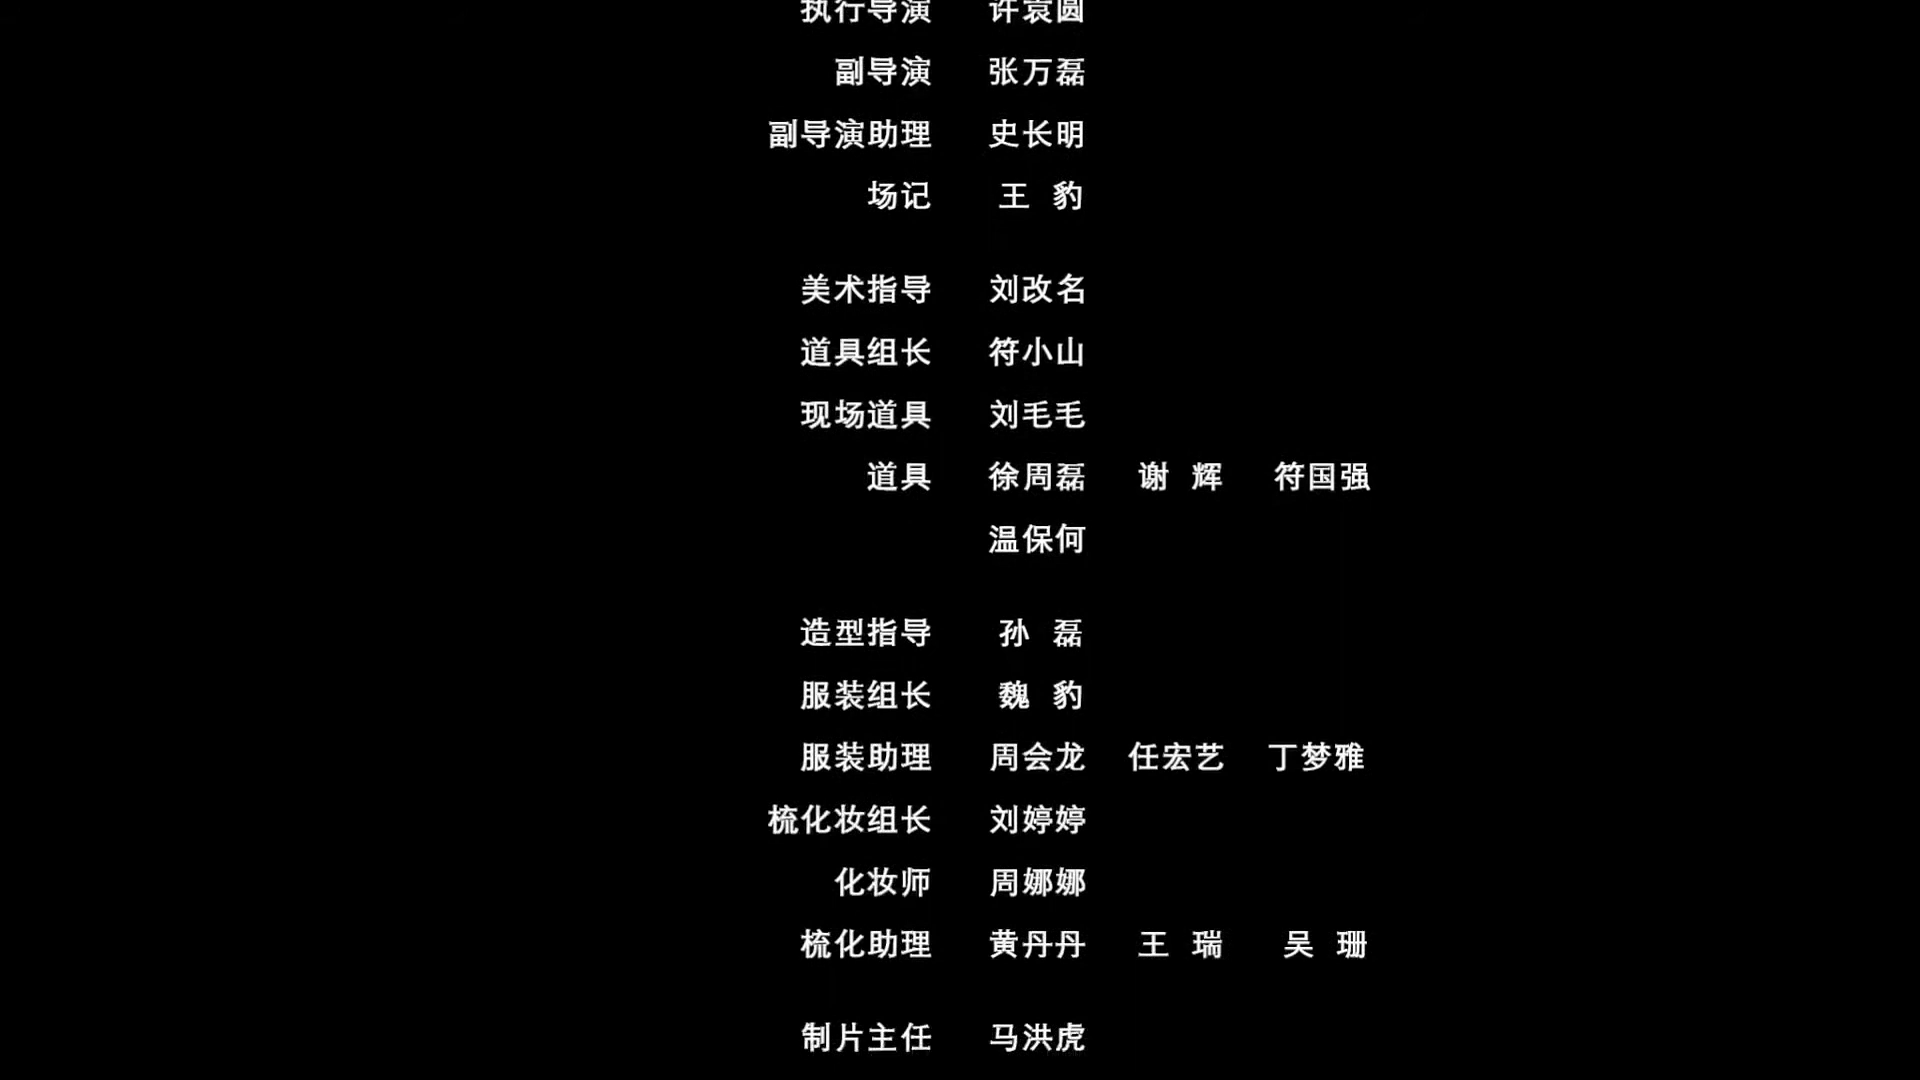 执行导演 许袁圆
副导演 张万磊
副导演助理 史长明
场记 王 豹
美术指导 刘改名
道具组长 符小山
现场道具 刘毛毛
道具 徐周磊 谢 辉 符国强
温保何
造型指导 孙 磊
服装组长 魏 豹
服装助理 周会龙 任宏艺 丁梦雅
梳化妆组长 刘婷婷
化妆师 周娜娜
梳化助理 黄丹丹 王 瑞 吴 珊
制片主任 马洪虎